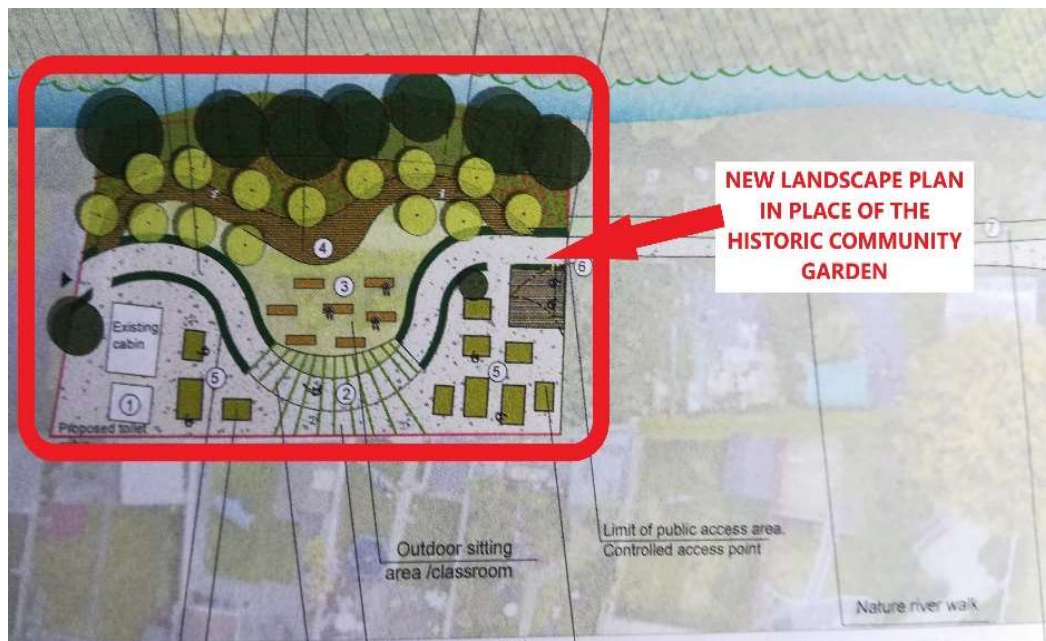 NEW LANDSCAPE PLAN
IN PLACE OF THE
HISTORIC COMMUNITY
GARDEN
7
6
4
3
Existing
cabin
5
5
1
2
Proposed toilet
Outdoor sitting
area /classroom
Limit of public access area.
Controlled access point
Nature river walk